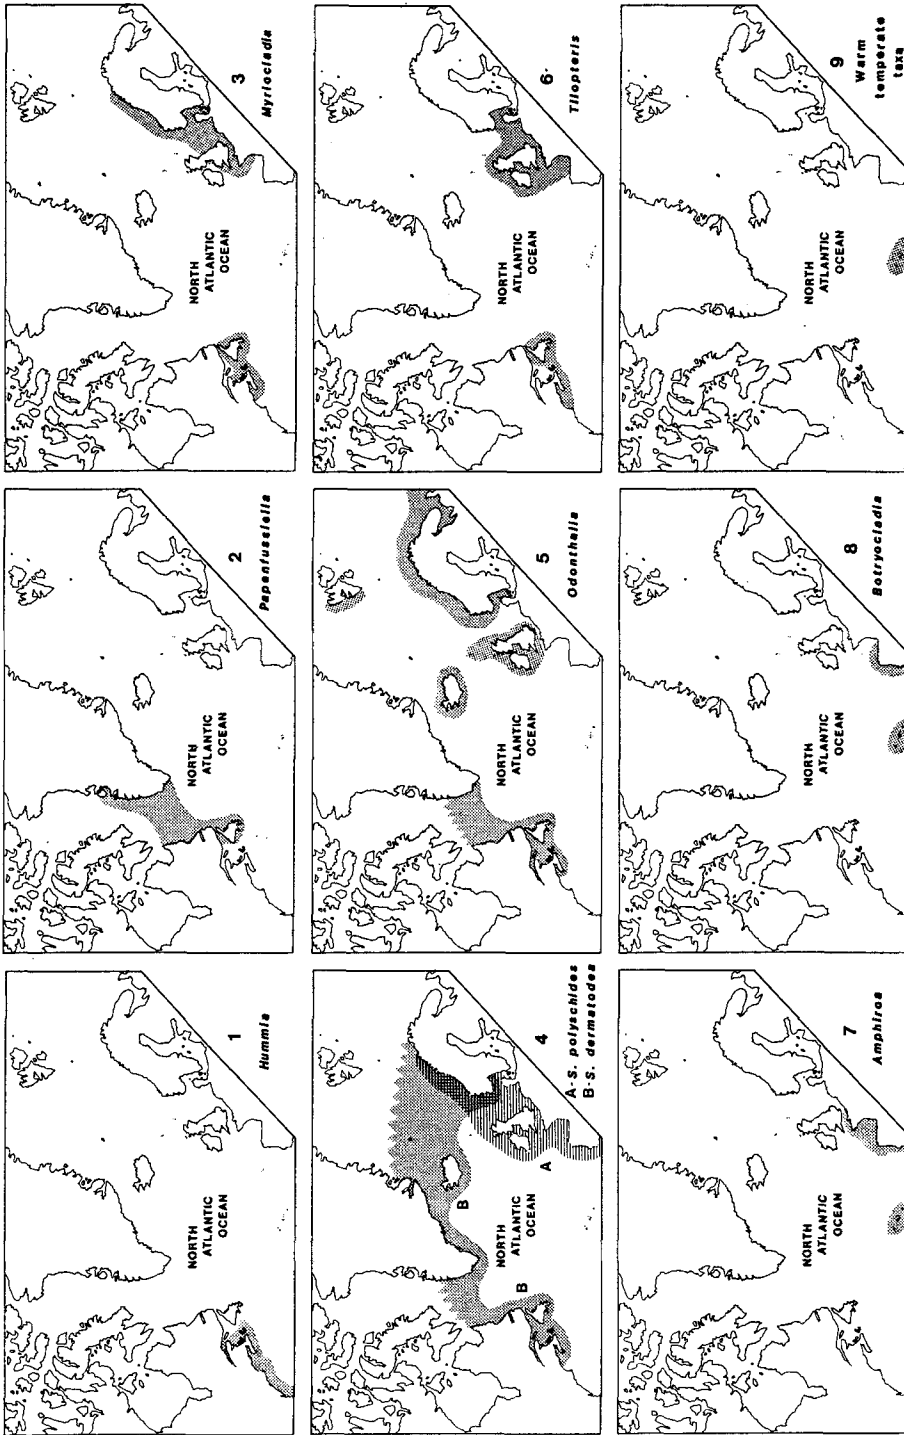 NORTH
ATLANTIC
OCEAN
1
Hummia
NORTH
ATLANTIC
OCEAN
2
Papenfussiella
NORTH
ATLANTIC
OCEAN
3
Myriocladia
B
B
A
NORTH
ATLANTIC
OCEAN
4
A-S. polyschides
B-S. dermatodes
NORTH
ATLANTIC
OCEAN
5
Odonthalia
NORTH
ATLANTIC
OCEAN
6
Tilopteris
NORTH
ATLANTIC
OCEAN
7
Amphiroa
NORTH
ATLANTIC
OCEAN
8
Botryocladia
NORTH
ATLANTIC
OCEAN
9
Warm
temperate
taxa